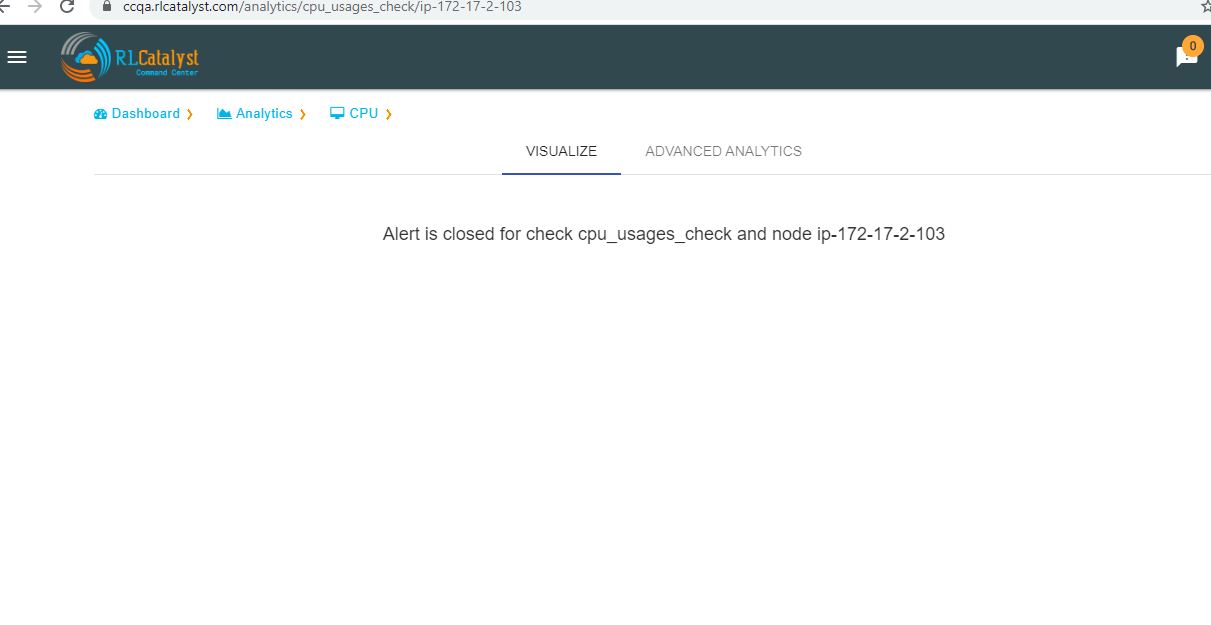 ccqa.rlcatalyst.com/analytics/cpu_usages_check/ip-172-17-2-103
RLCatalyst
Command Center
0
Dashboard ❯ Analytics ❯ CPU ❯
VISUALIZE ADVANCED ANALYTICS
Alert is closed for check cpu_usages_check and node ip-172-17-2-103